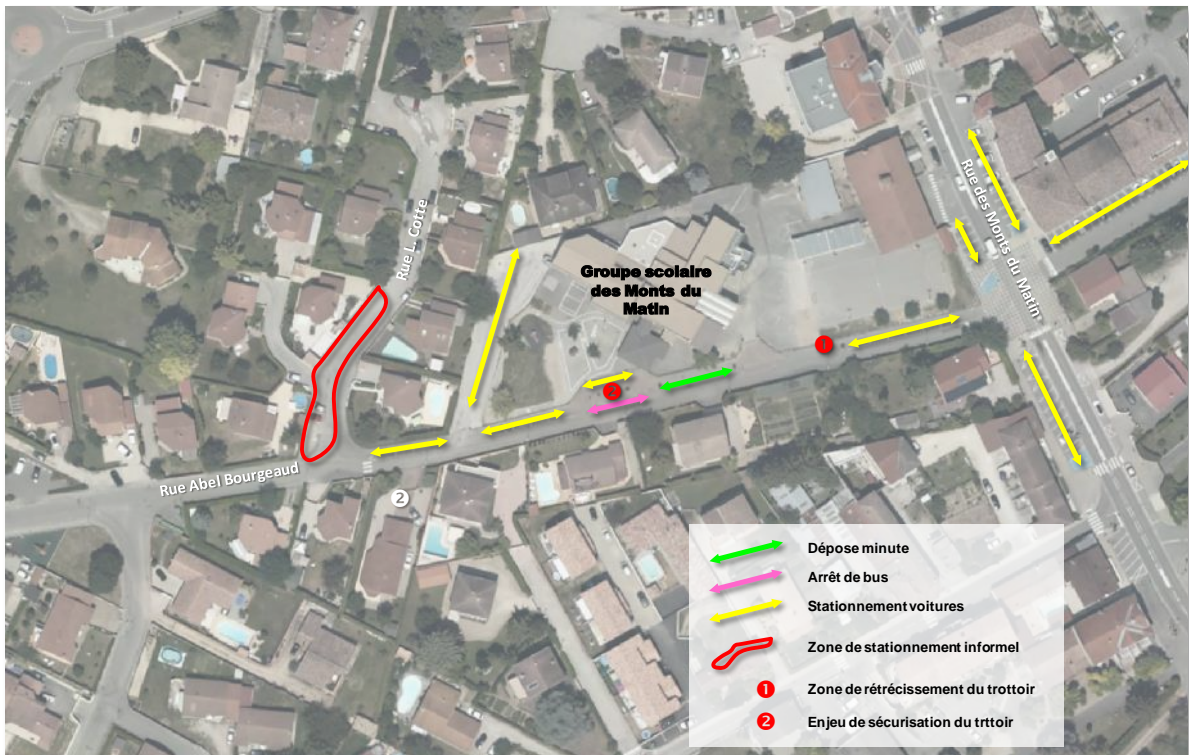 Rue des Monts du Matin
Rue L. Cotte
Groupe scolaire
des Monts du
Matin
1
2
Rue Abel Bourgeaud
2
Dépose minute
Arrêt de bus
Stationnement voitures
Zone de stationnement informel
1 Zone de rétrécissement du trottoir
2 Enjeu de sécurisation du trttoir